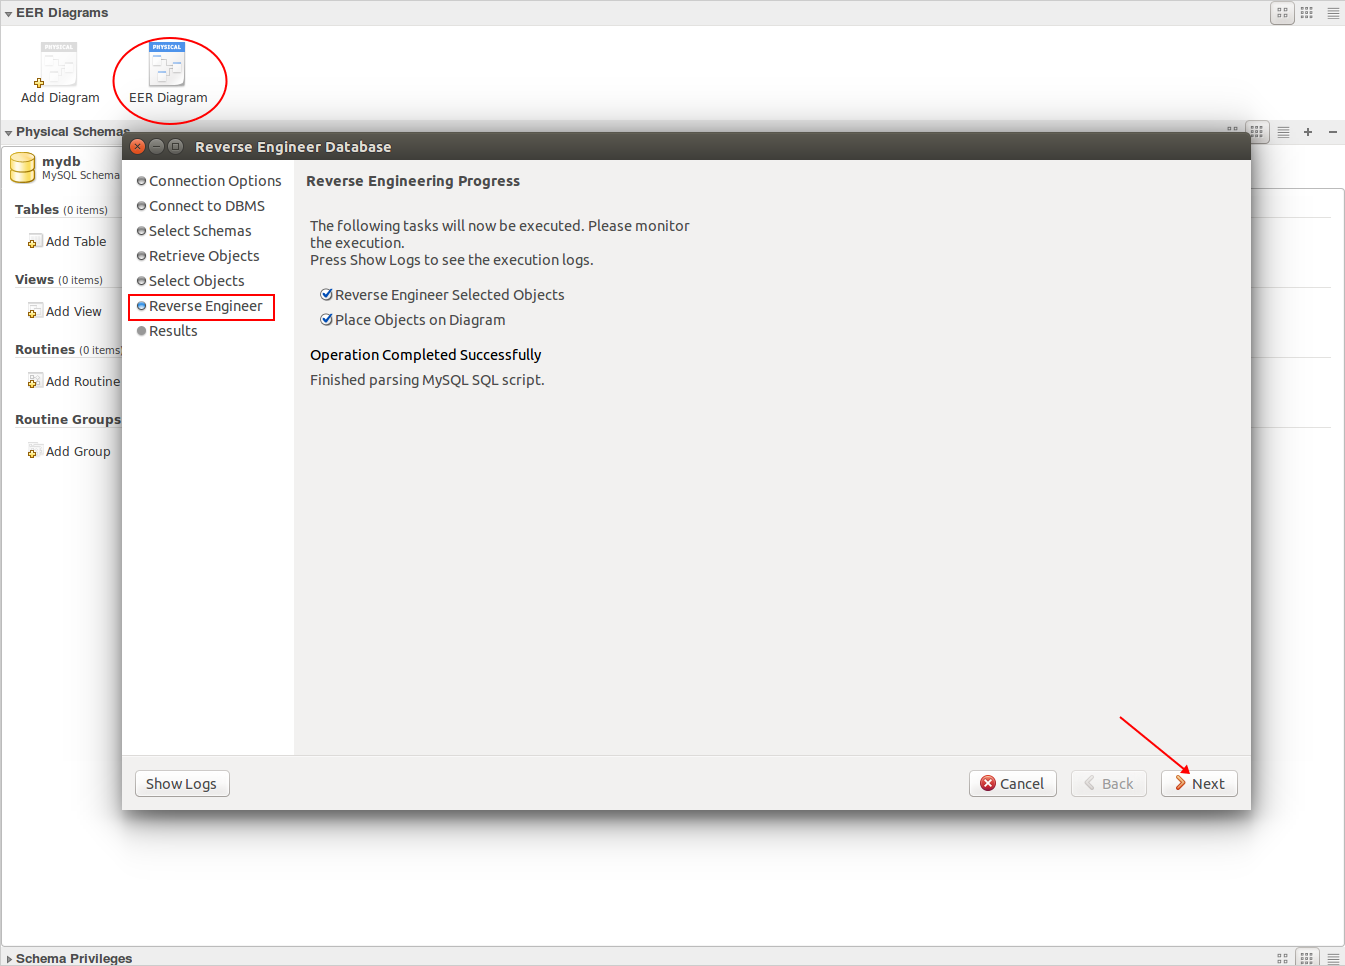 EER Diagrams
PHYSICAL
PHYSICAL
Add Diagram
EER Diagram
Physical Schemas
mydb
MySQL Schema
Tables (0 items)
Add Table
Views (0 items)
Add View
Routines (0 items)
Add Routine
Routine Groups
Add Group
Reverse Engineer Database
Connection Options
Connect to DBMS
Select Schemas
Retrieve Objects
Select Objects
Reverse Engineer
Results
Reverse Engineering Progress
The following tasks will now be executed. Please monitor
the execution.
Press Show Logs to see the execution logs.
Reverse Engineer Selected Objects
Place Objects on Diagram
Operation Completed Successfully
Finished parsing MySQL SQL script.
Show Logs
Cancel
Back
Next
Schema Privileges